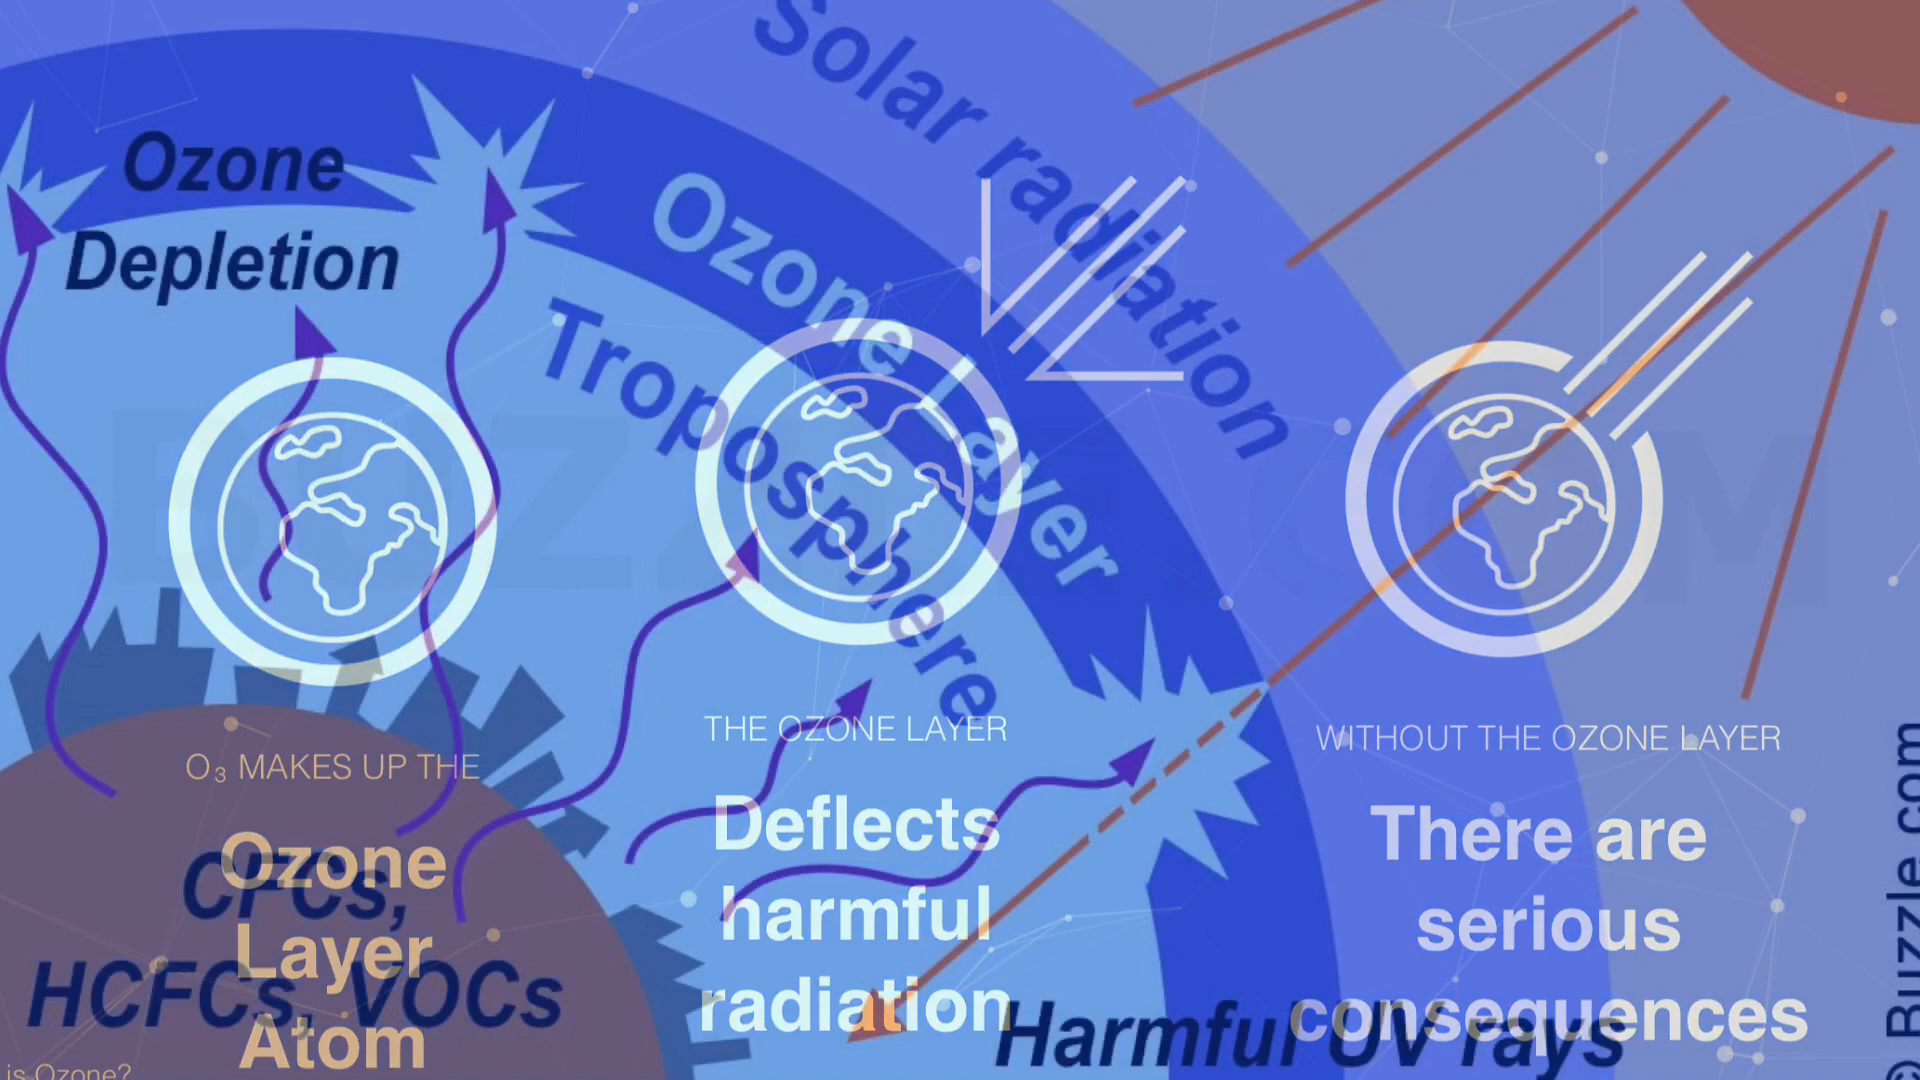 Solar radiation
Ozone
Depletion
Ozone Layer
Troposphere
O₃ MAKES UP THE
Ozone
Layer
Atom
THE OZONE LAYER
Deflects
harmful
radiation
WITHOUT THE OZONE LAYER
There are
serious
consequences
CFCs,
HCFCs, VOCs
Harmful UV rays
is Ozone?
© Buzzle.com